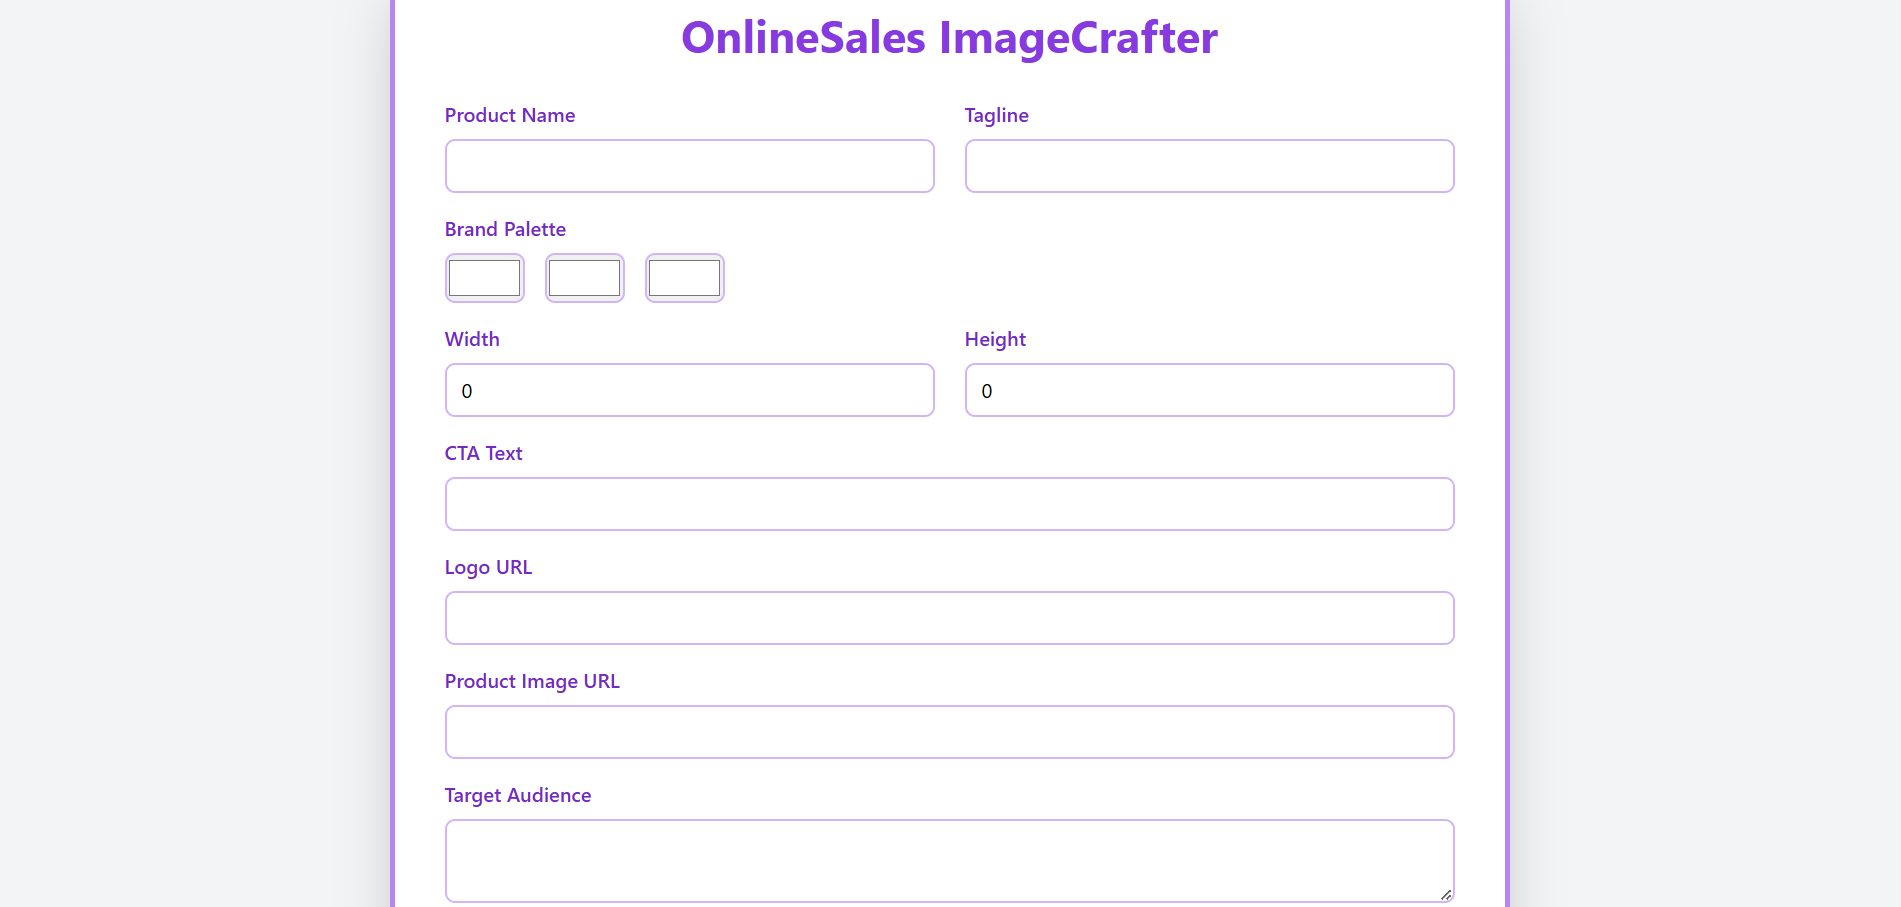 OnlineSales ImageCrafter
Product Name
Tagline
Brand Palette
Width
Height
0
0
CTA Text
Logo URL
Product Image URL
Target Audience